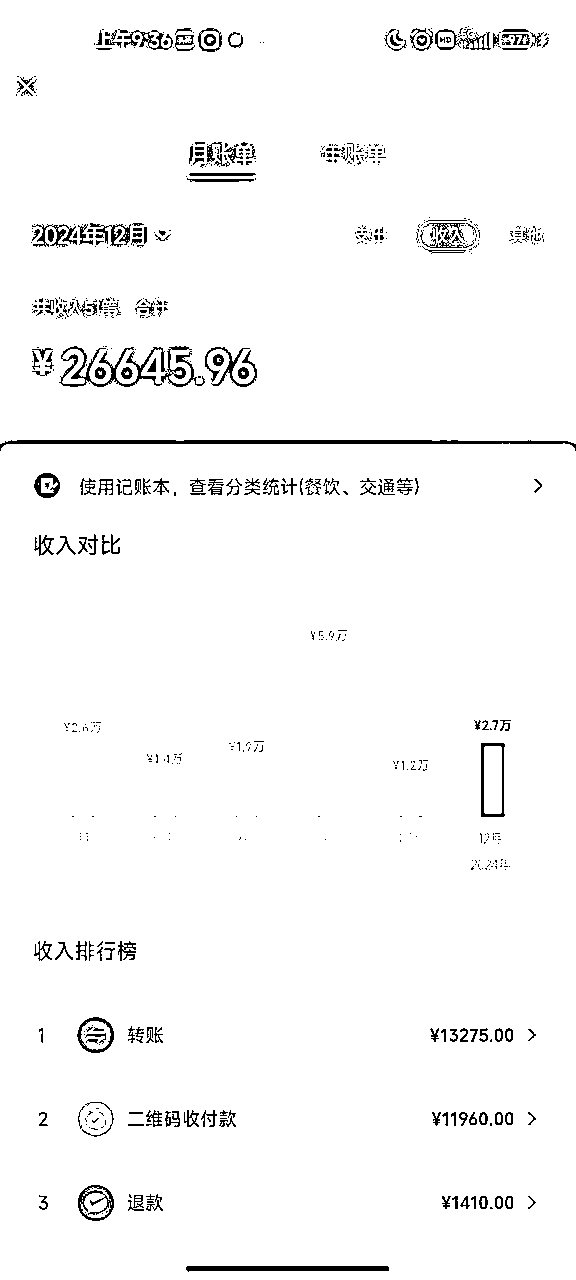 上午9:36
月账单 年账单
2024年12月 支出 收入 其他
共收入51笔 合计
¥26645.96
使用记账本，查看分类统计(餐饮、交通等)
收入对比
¥5.9万
¥2.6万 ¥1.4万 ¥1.9万 ¥1.2万 ¥2.7万
12月
2024年
收入排行榜
1 转账 ¥13275.00
2 二维码收付款 ¥11960.00
3 退款 ¥1410.00